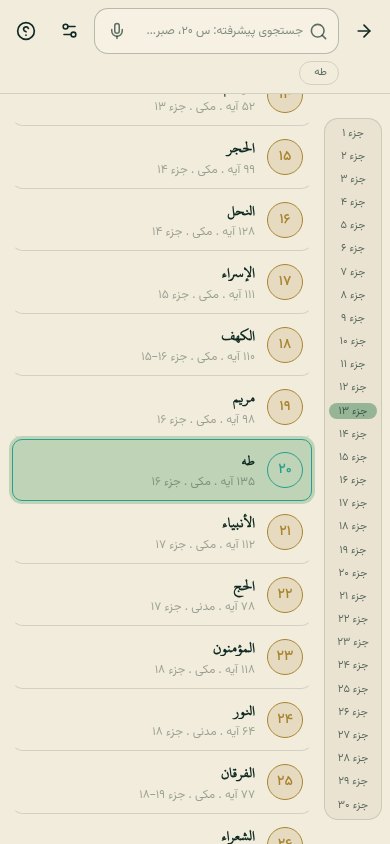 جستجوی پیشرفته: س ۲۰، صبر...
طه
۵۲ آیه . مکی . جزء ۱۳
۱۵
الحجر
۹۹ آیه . مکی . جزء ۱۴
۱۶
النحل
۱۲۸ آیه . مکی . جزء ۱۴
۱۷
الإسراء
۱۱۱ آیه . مکی . جزء ۱۵
۱۸
الكهف
۱۱۰ آیه . مکی . جزء ۱۶–۱۵
۱۹
مريم
۹۸ آیه . مکی . جزء ۱۶
۲۰
طه
۱۳۵ آیه . مکی . جزء ۱۶
۲۱
الأنبياء
۱۱۲ آیه . مکی . جزء ۱۷
۲۲
الحج
۷۸ آیه . مدنی . جزء ۱۷
۲۳
المؤمنون
۱۱۸ آیه . مکی . جزء ۱۸
۲۴
النور
۶۴ آیه . مدنی . جزء ۱۸
۲۵
الفرقان
۷۷ آیه . مکی . جزء ۱۹–۱۸
الشعراء
جزء ۱
جزء ۲
جزء ۳
جزء ۴
جزء ۵
جزء ۶
جزء ۷
جزء ۸
جزء ۹
جزء ۱۰
جزء ۱۱
جزء ۱۲
جزء ۱۳
جزء ۱۴
جزء ۱۵
جزء ۱۶
جزء ۱۷
جزء ۱۸
جزء ۱۹
جزء ۲۰
جزء ۲۱
جزء ۲۲
جزء ۲۳
جزء ۲۴
جزء ۲۵
جزء ۲۶
جزء ۲۷
جزء ۲۸
جزء ۲۹
جزء ۳۰